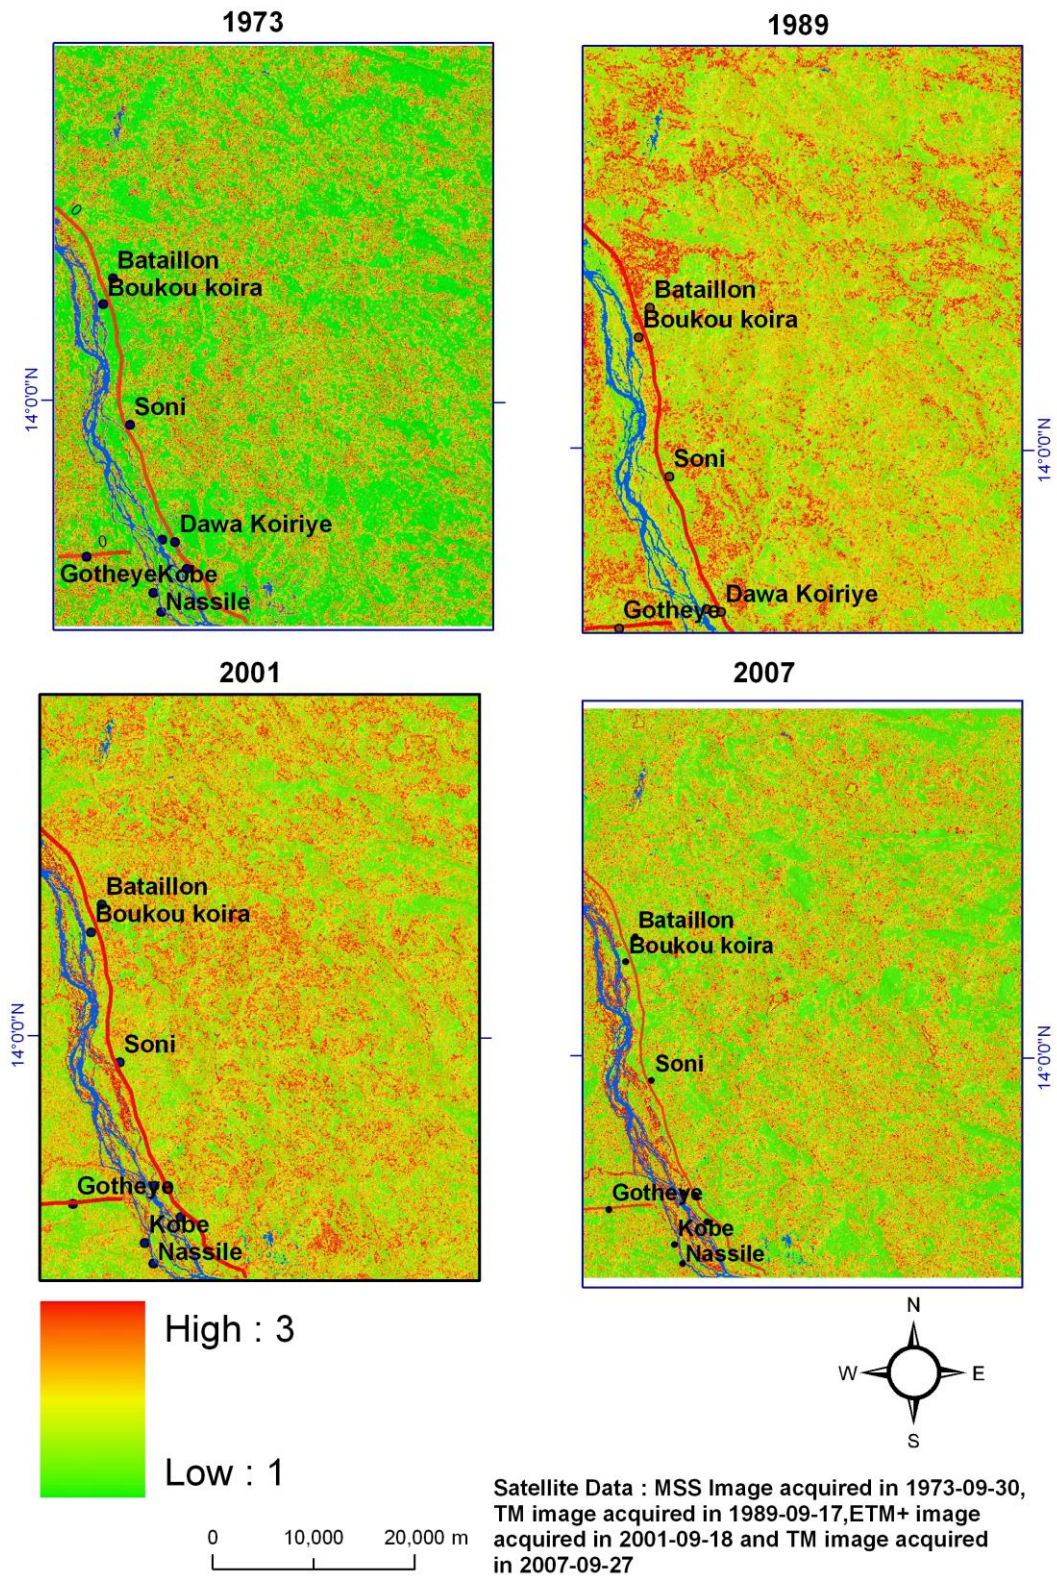 1973
1989
0
Bataillon
Boukou koira
14°0'0"N
Soni
Dawa Koiriye
0
GotheyeKobe
Nassile
Bataillon
Boukou koira
Soni
14°0'0"N
Dawa Koiriye
Gotheye
2001
2007
Bataillon
Boukou koira
14°0'0"N
Soni
Gotheye
Kobe
Nassile
Bataillon
Boukou koira
Soni
14°0'0"N
Gotheye
Kobe
Nassile
High : 3
Low : 1
N
W E
S
0 10,000 20,000 m
Satellite Data : MSS Image acquired in 1973-09-30,
TM image acquired in 1989-09-17,ETM+ image
acquired in 2001-09-18 and TM image acquired
in 2007-09-27